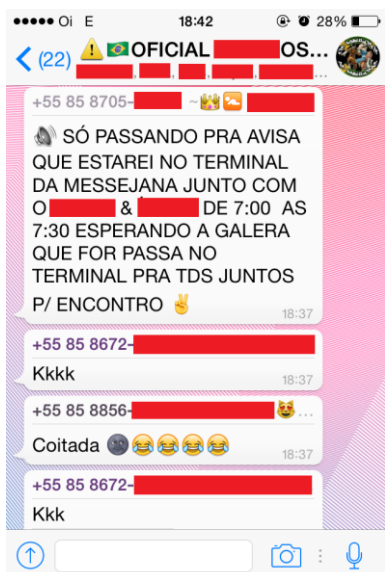 Oi E 18:42 28%
(22) OFICIAL OS...
+55 85 8705- ~
SÓ PASSANDO PRA AVISA
QUE ESTAREI NO TERMINAL
DA MESSEJANA JUNTO COM
O & DE 7:00 AS
7:30 ESPERANDO A GALERA
QUE FOR PASSA NO
TERMINAL PRA TDS JUNTOS
P/ ENCONTRO ✌
18:37
+55 85 8672-
Kkkk
18:37
+55 85 8856- 😻...
Coitada 🌚😂😂😂😂
18:37
+55 85 8672-
Kkk